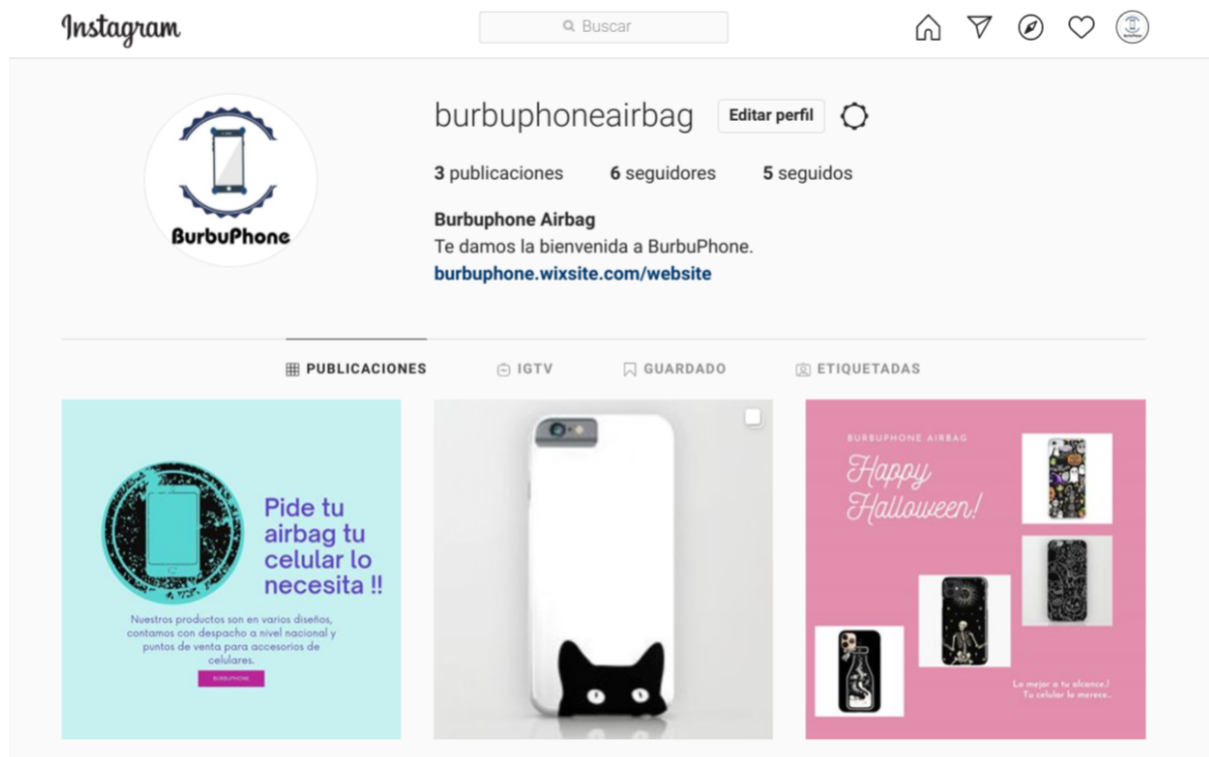 Instagram
Buscar
burbuphoneairbag
Editar perfil
3 publicaciones
6 seguidores
5 seguidos
BurbuPhone
Burbuphone Airbag
Te damos la bienvenida a BurbuPhone.
burbuphone.wixsite.com/website
PUBLICACIONES
IGTV
GUARDADO
ETIQUETADAS
Pide tu
airbag tu
celular lo
necesita !!
Nuestros productos son en varios diseños,
contamos con despacho a nivel nacional y
puntos de venta para accesorios de
celulares.
BURBUPHONE
BURBUPHONE AIRBAG
Happy
Halloween!
Lo mejor a tu alcance.!
Tu celular lo merece..